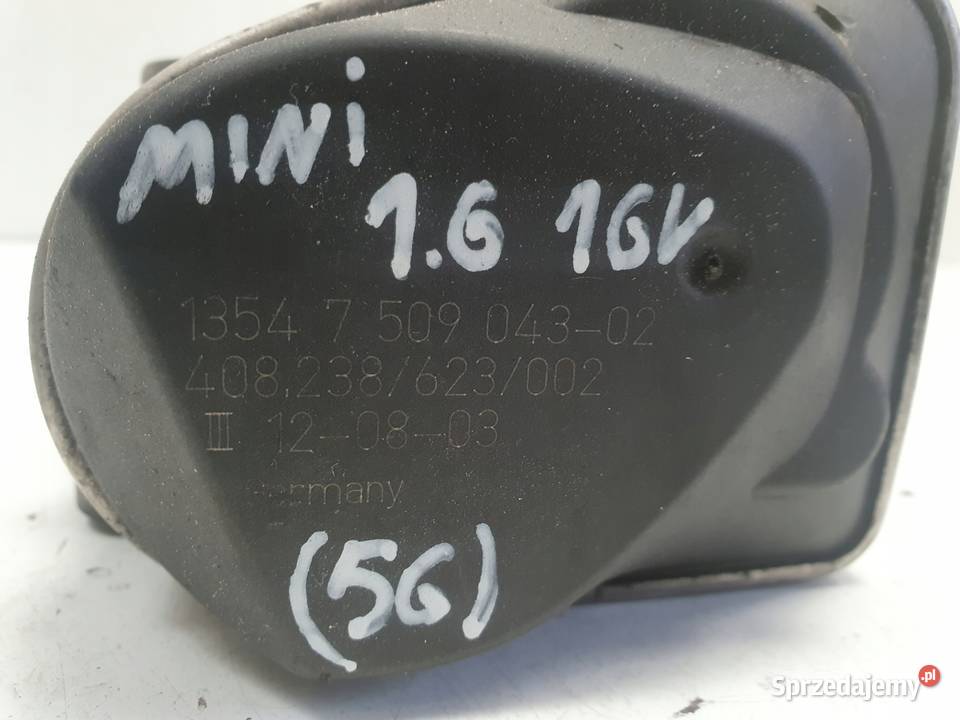 MINi
1.6 16V
1354 7 509 043-02
408.238/623/002
III 12-08-03
Germany
(56)
Sprzedajemy.pl